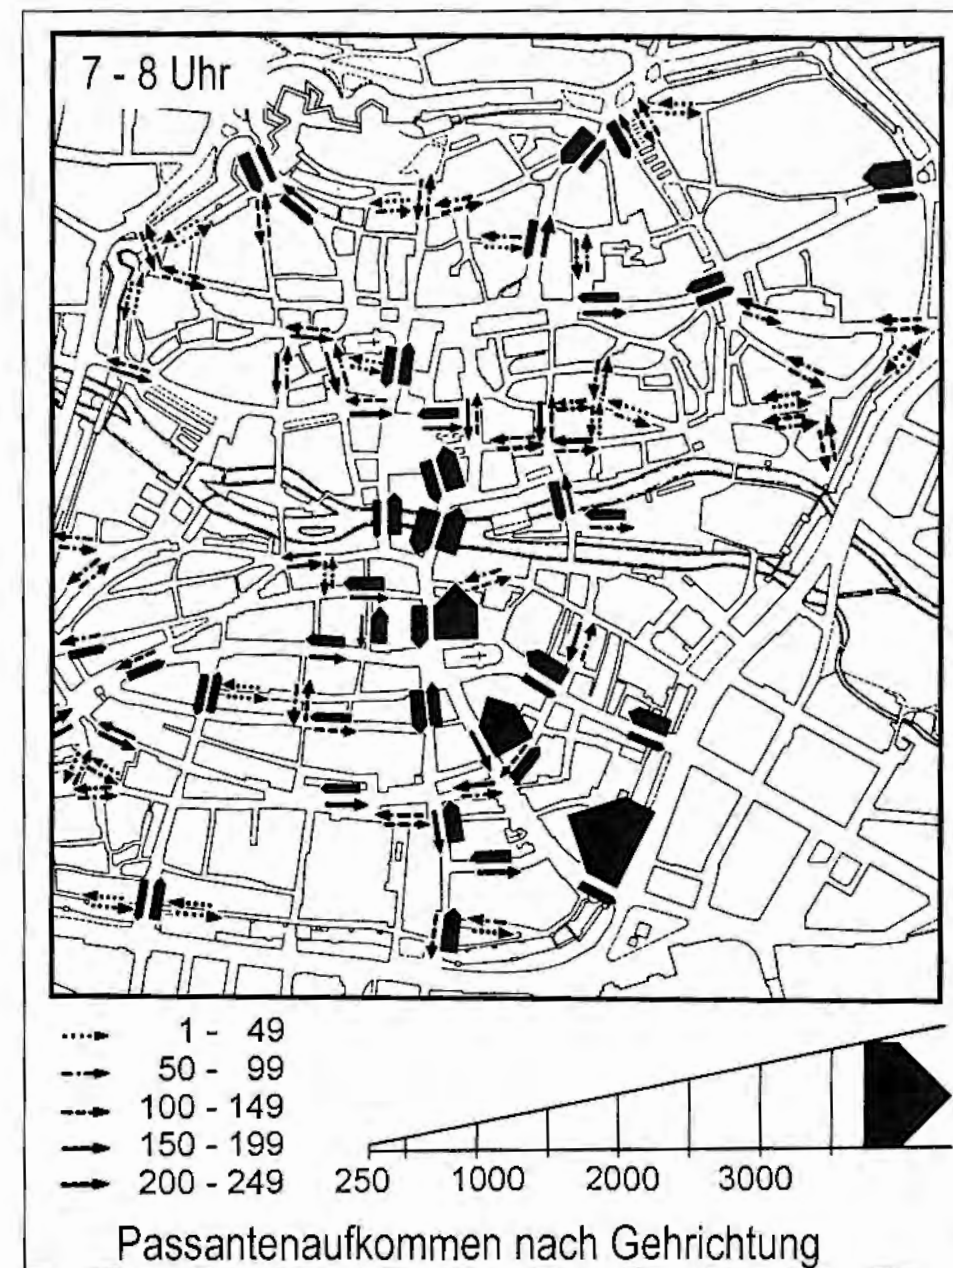 7 - 8 Uhr
1 - 49
50 - 99
100 - 149
150 - 199
200 - 249
250 1000 2000 3000
Passantenaufkommen nach Gehrichtung